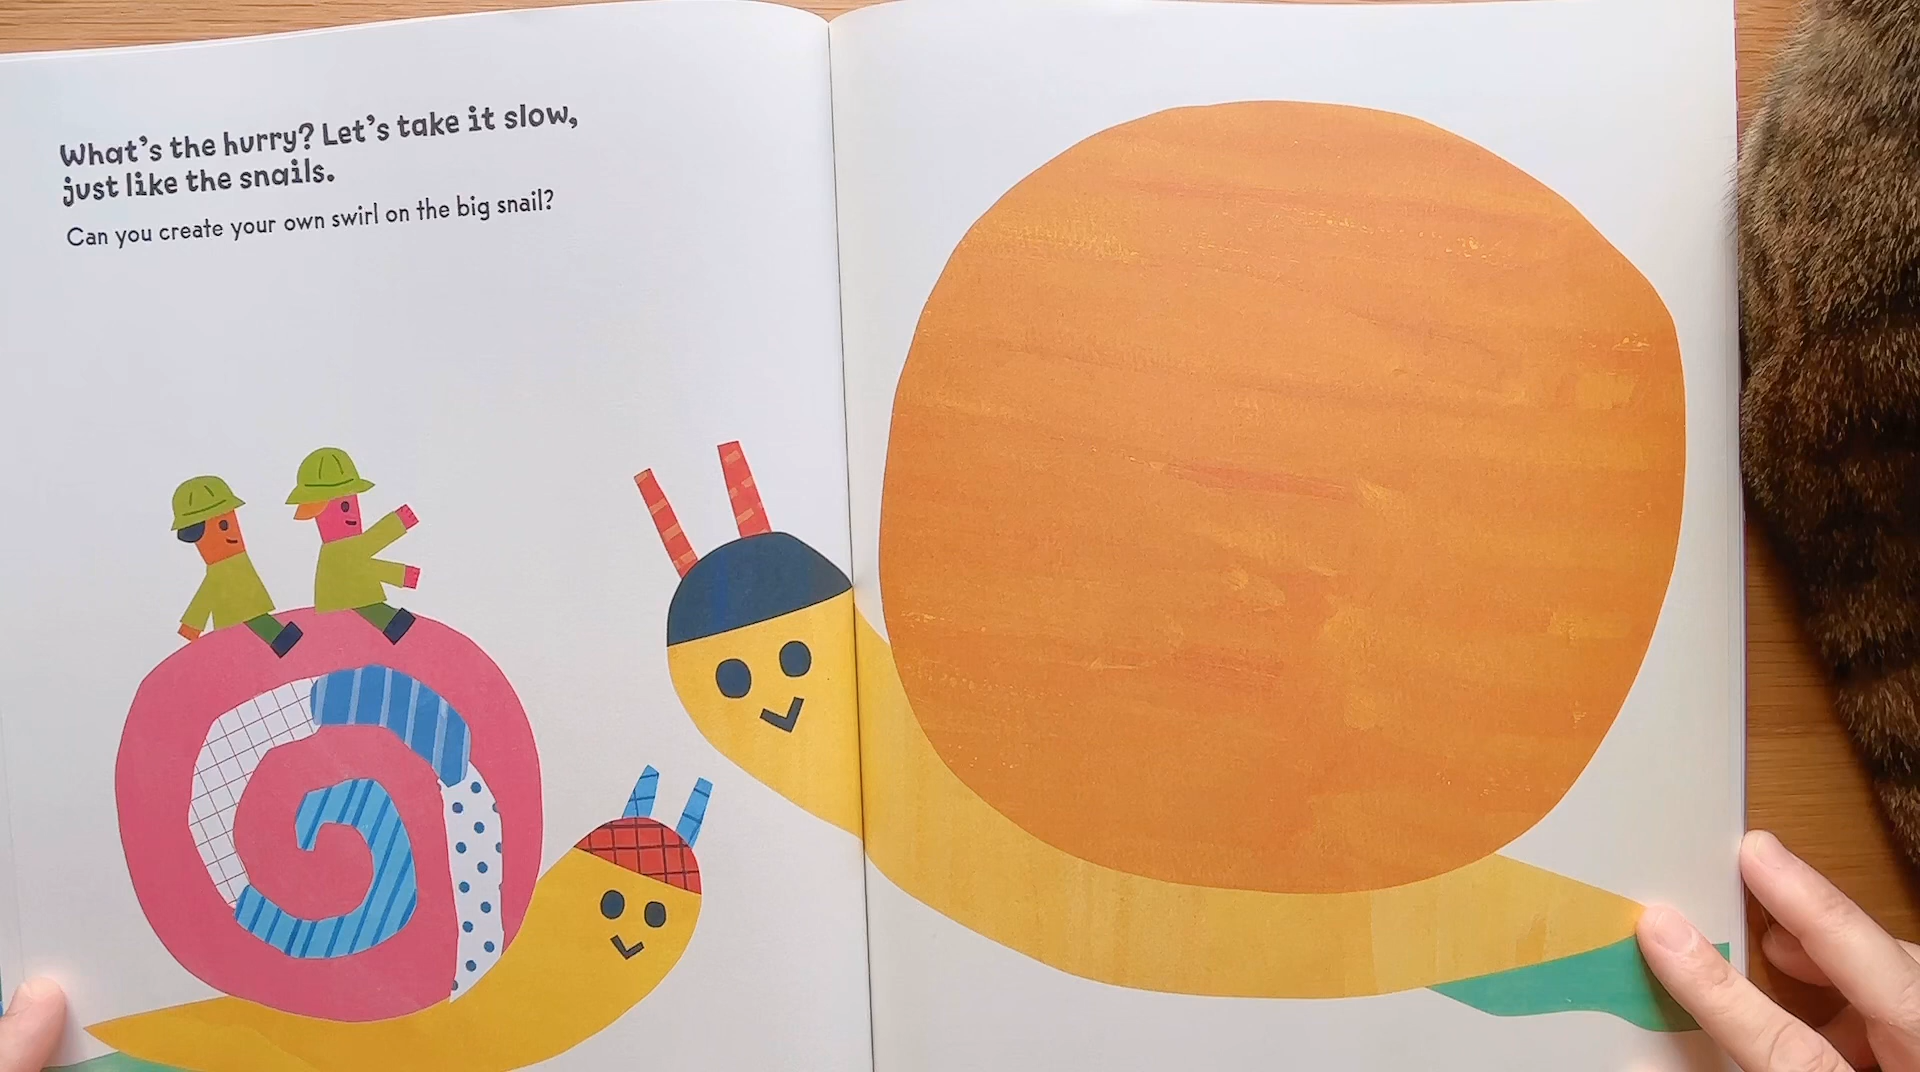 What's the hurry? Let's take it slow,
just like the snails.
Can you create your own swirl on the big snail?